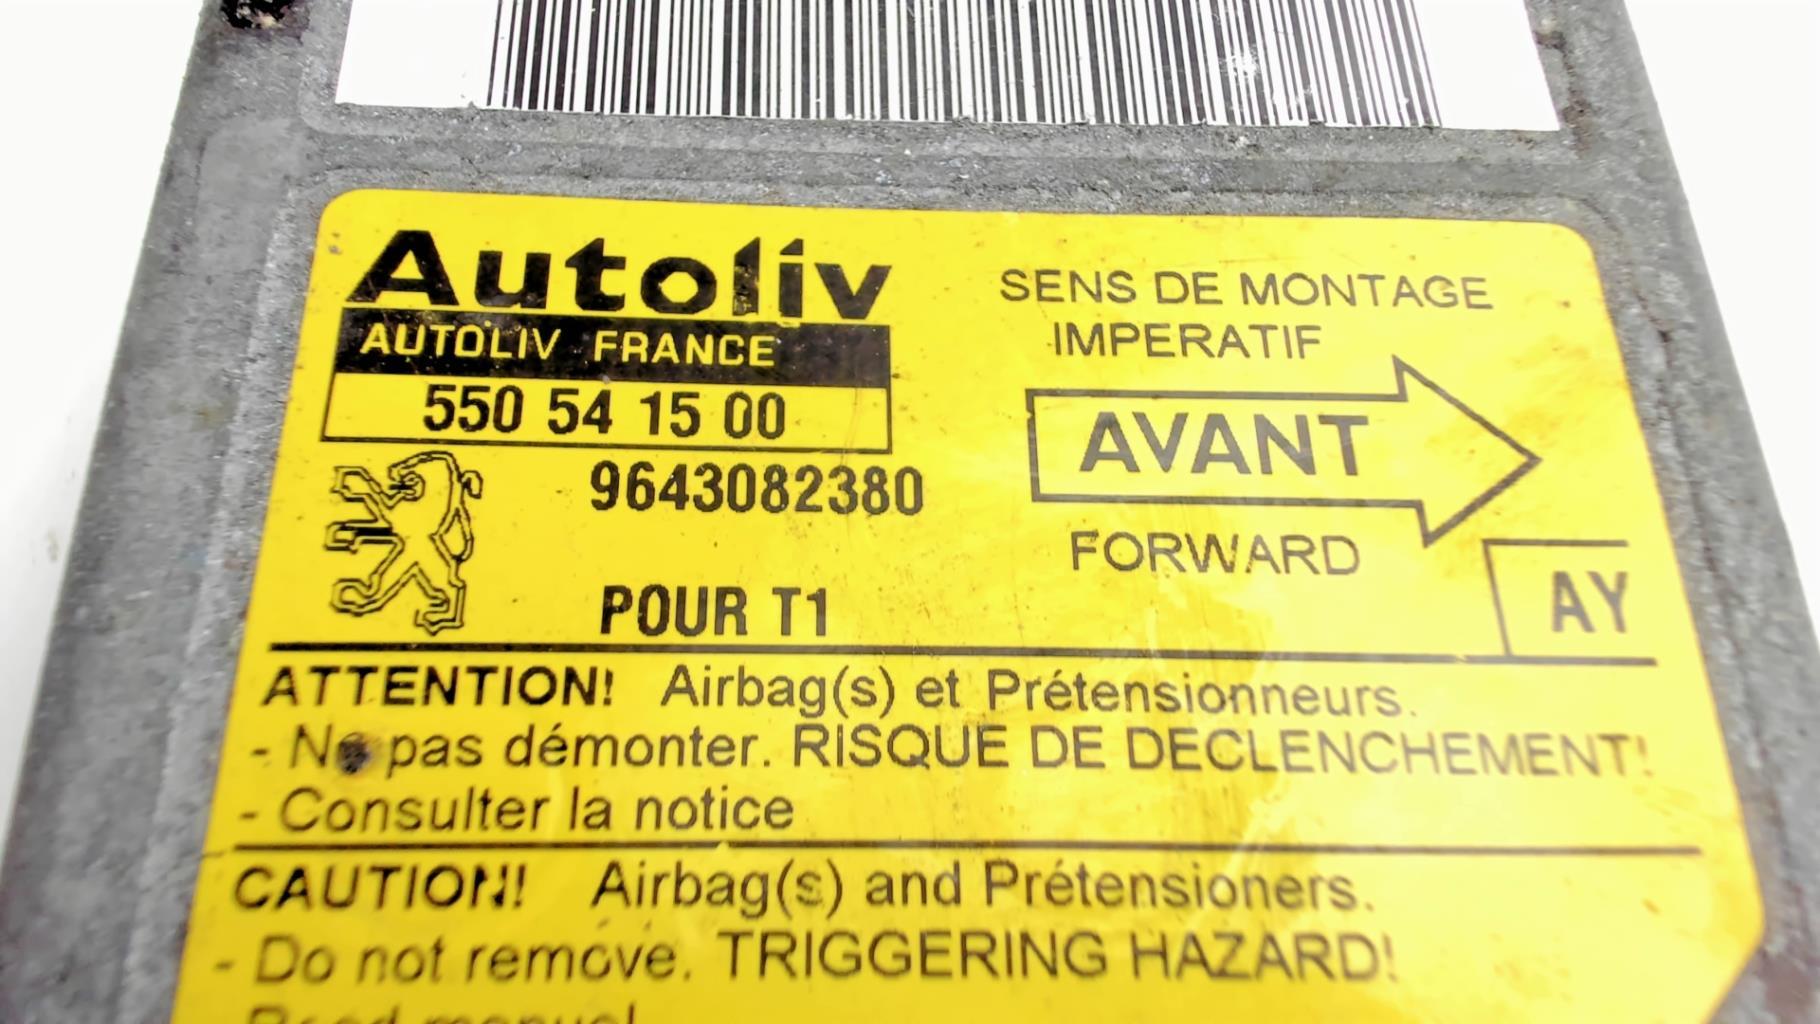 Autoliv
AUTOLIV FRANCE
550 54 15 00
9643082380
POUR T1
SENS DE MONTAGE
IMPERATIF
AVANT
FORWARD
AY
ATTENTION! Airbag(s) et Prétensionneurs.
- Ne pas démonter. RISQUE DE DECLENCHEMENT!
- Consulter la notice
CAUTION! Airbag(s) and Prétensioners.
- Do not remove. TRIGGERING HAZARD!
- Read manuel